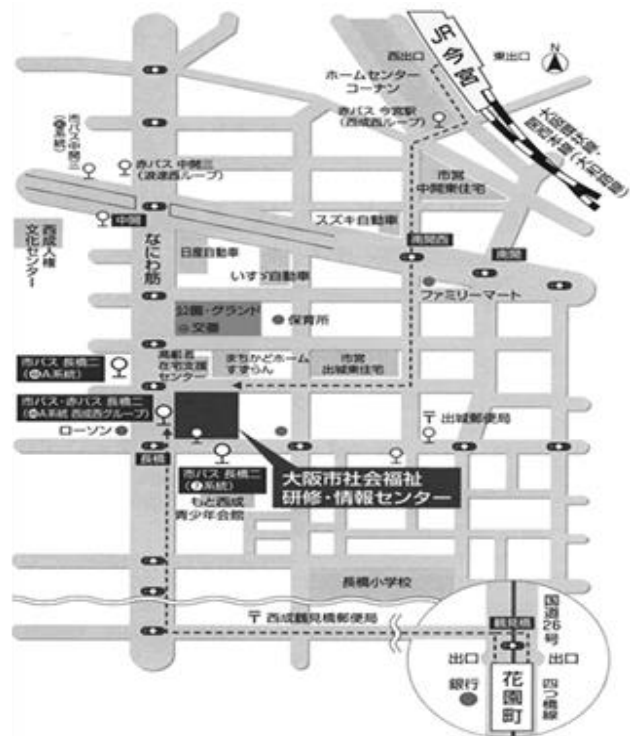 JR今宮
西出口
東出口
N
ホームセンター
コーナン
赤バス 今宮駅
(西成西ループ)
市バス中開三
赤バス 中開三
(浪速西ループ)
市営
中開東住宅
中開
スズキ自動車
西成人権
文化センター
なにわ筋
日産自動車
いすゞ自動車
南開西
南開
ファミリーマート
公園・グランド
交番
保育所
市バス 長橋二
高齢者
在宅支援
センター
まちかどホーム
すずらん
市営
出城東住宅
市バス・赤バス 長橋二
ローソン
〒出城郵便局
長橋
市バス 長橋二
(⑦系統)
大阪市社会福祉
研修・情報センター
もと西成
青少年会館
長橋小学校
〒西成鶴見橋郵便局
鶴見橋
国道26号
出口
出口
銀行
花園町
四つ橋線